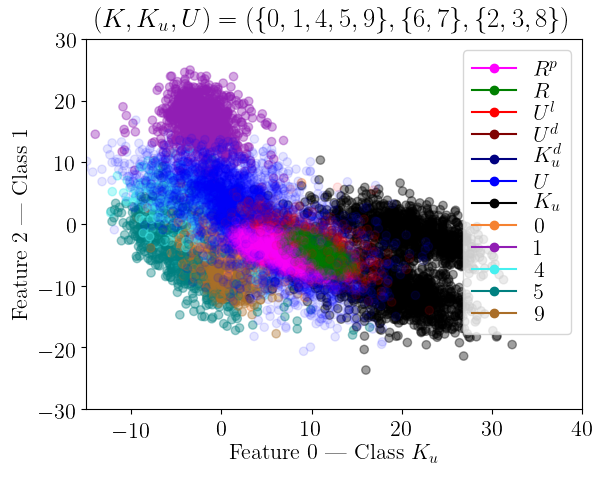 (K, K_u, U) = ({0, 1, 4, 5, 9}, {6, 7}, {2, 3, 8})
30
20
10
0
−10
−20
−30
Feature 2 — Class 1
R^p
R
U^l
U^d
K_u^d
U
K_u
0
1
4
5
9
−10
0
10
20
30
40
Feature 0 — Class K_u